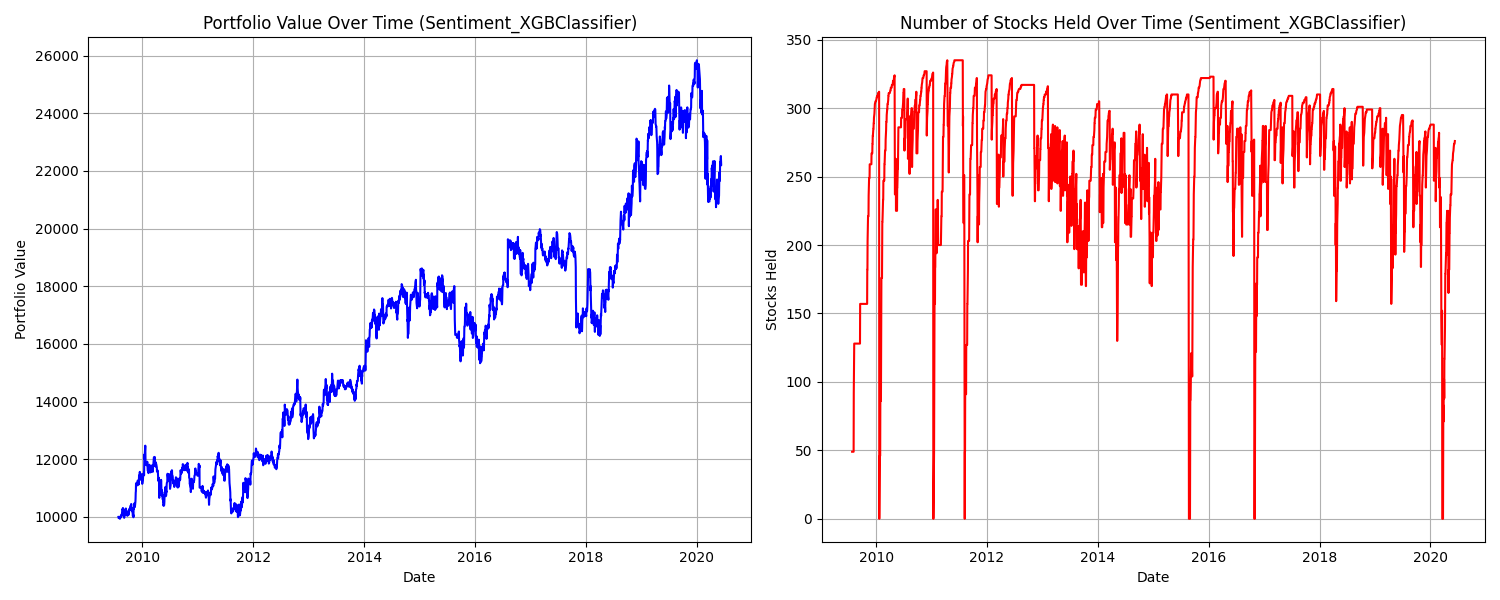 Portfolio Value Over Time (Sentiment_XGBClassifier)
26000
24000
22000
20000
18000
16000
14000
12000
10000
Portfolio Value
2010 2012 2014 2016 2018 2020
Date
Number of Stocks Held Over Time (Sentiment_XGBClassifier)
350
300
250
200
150
100
50
0
Stocks Held
2010 2012 2014 2016 2018 2020
Date